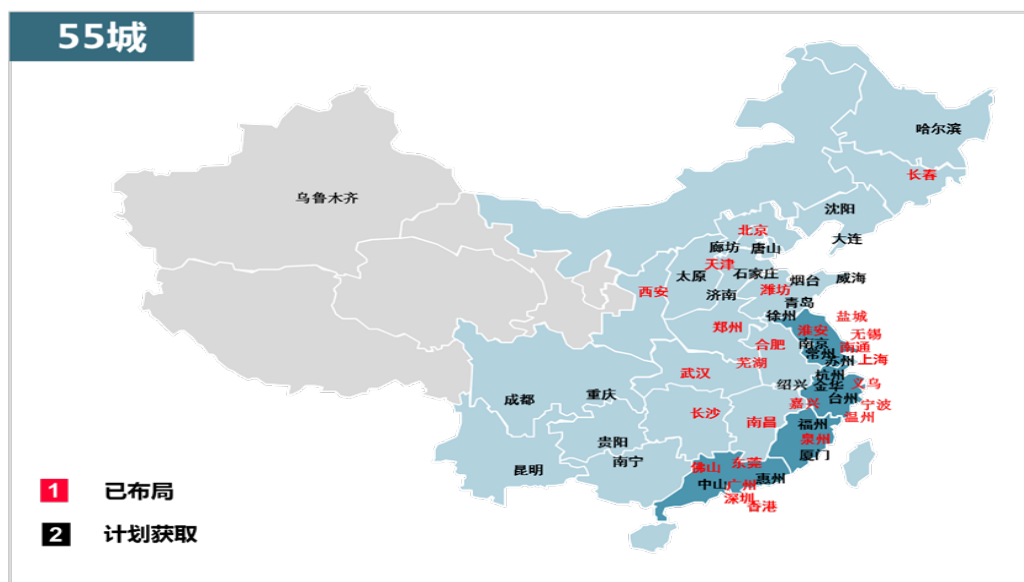 55城
哈尔滨
长春
乌鲁木齐
沈阳
北京
大连
廊坊
唐山
天津
太原
石家庄
烟台
威海
西安
济南
潍坊
青岛
徐州
盐城
郑州
淮安
无锡
合肥
南京
南通
常州
苏州
上海
芜湖
武汉
杭州
绍兴
金华
义乌
成都
重庆
台州
嘉兴
宁波
长沙
温州
南昌
福州
贵阳
泉州
厦门
昆明
南宁
佛山
东莞
中山
广州
惠州
深圳
香港
1 已布局
2 计划获取